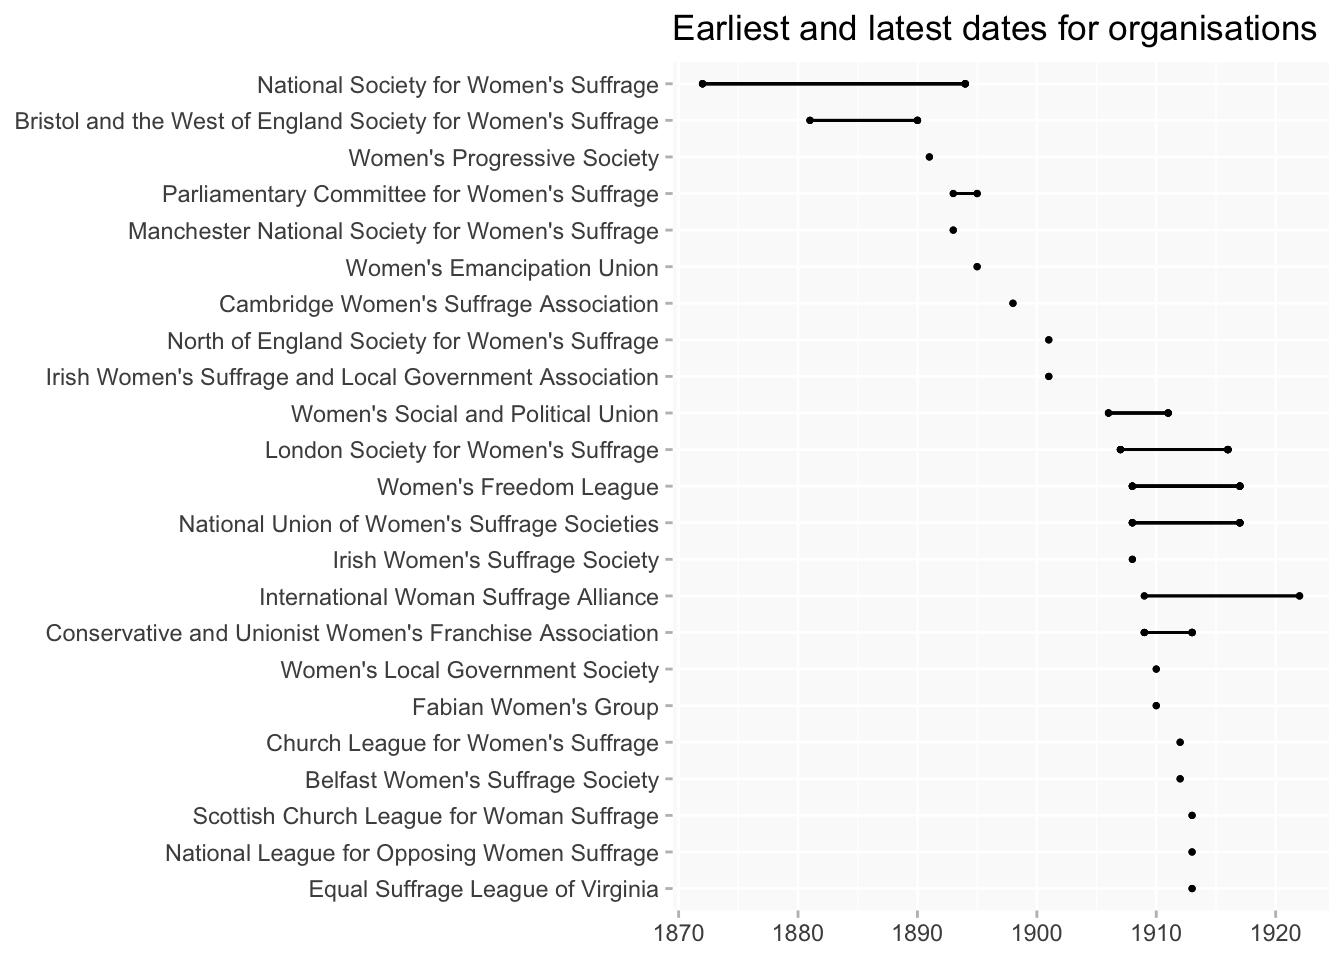 Earliest and latest dates for organisations
National Society for Women's Suffrage
Bristol and the West of England Society for Women's Suffrage
Women's Progressive Society
Parliamentary Committee for Women's Suffrage
Manchester National Society for Women's Suffrage
Women's Emancipation Union
Cambridge Women's Suffrage Association
North of England Society for Women's Suffrage
Irish Women's Suffrage and Local Government Association
Women's Social and Political Union
London Society for Women's Suffrage
Women's Freedom League
National Union of Women's Suffrage Societies
Irish Women's Suffrage Society
International Woman Suffrage Alliance
Conservative and Unionist Women's Franchise Association
Women's Local Government Society
Fabian Women's Group
Church League for Women's Suffrage
Belfast Women's Suffrage Society
Scottish Church League for Woman Suffrage
National League for Opposing Women Suffrage
Equal Suffrage League of Virginia
1870 1880 1890 1900 1910 1920